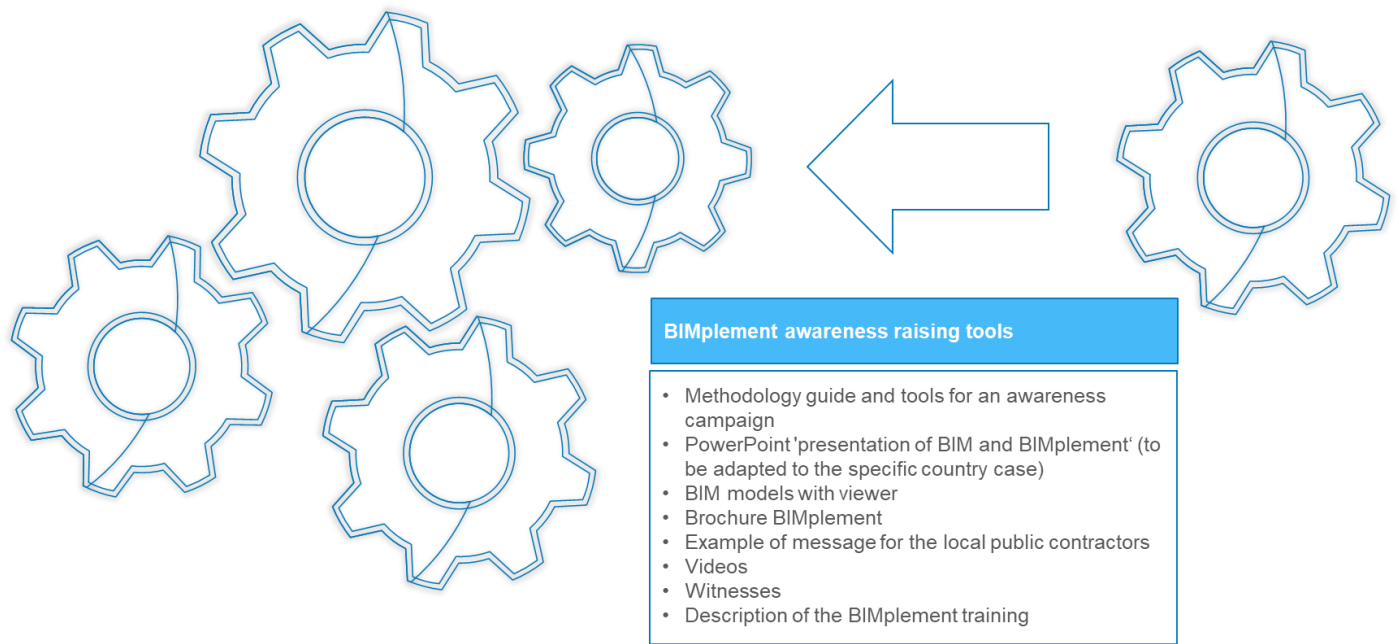 BIMplement awareness raising tools
• Methodology guide and tools for an awareness
campaign
• PowerPoint 'presentation of BIM and BIMplement‘ (to
be adapted to the specific country case)
• BIM models with viewer
• Brochure BIMplement
• Example of message for the local public contractors
• Videos
• Witnesses
• Description of the BIMplement training